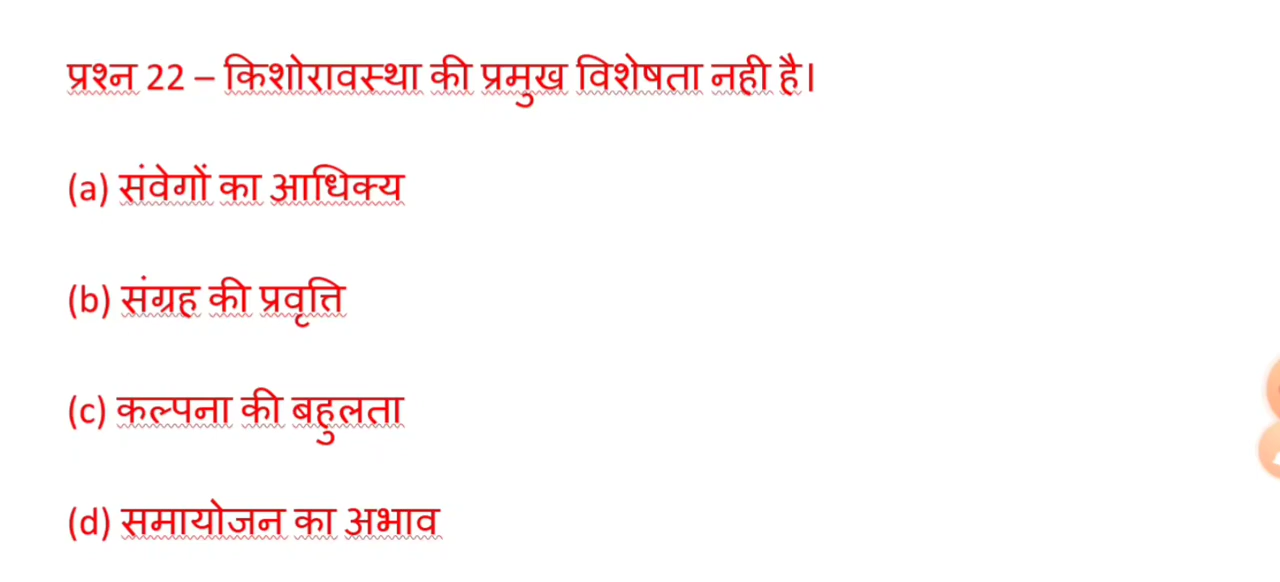 प्रश्न 22 – किशोरावस्था की प्रमुख विशेषता नही है।
(a) संवेगों का आधिक्य
(b) संग्रह की प्रवृत्ति
(c) कल्पना की बहुलता
(d) समायोजन का अभाव